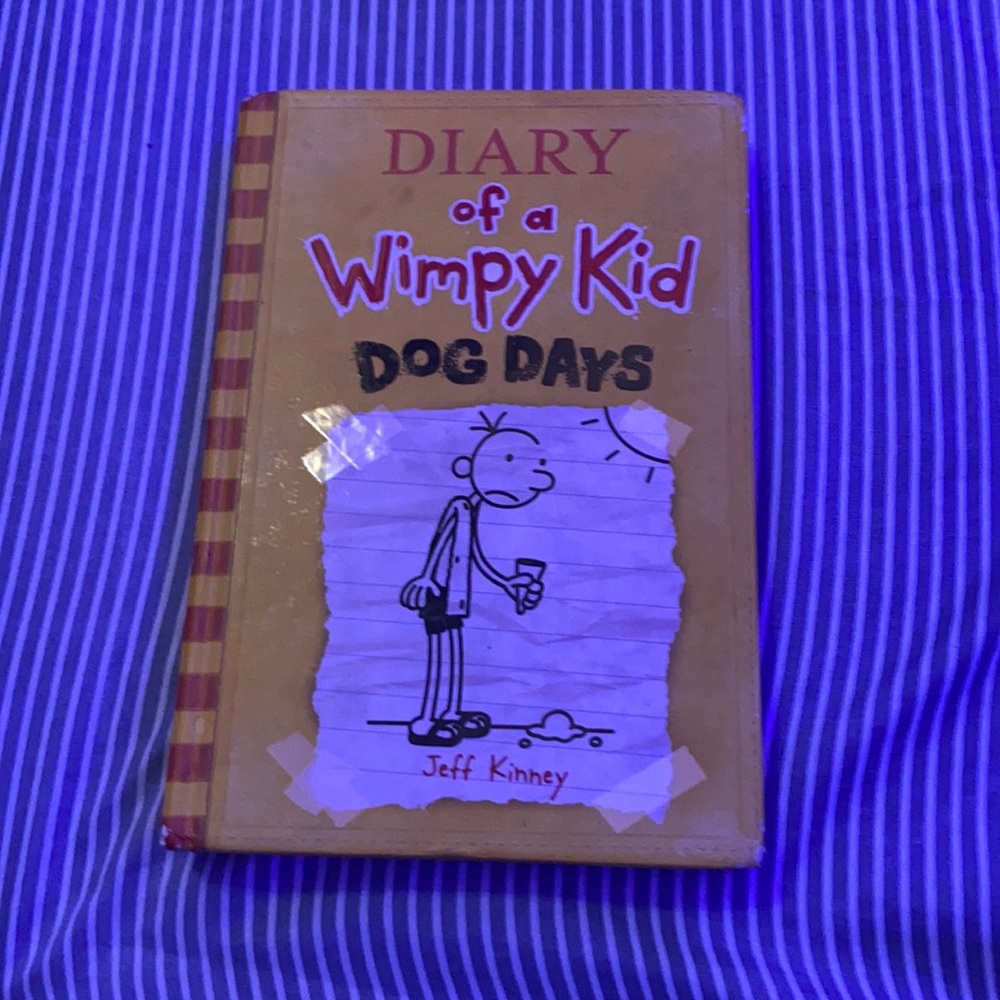 DIARY
of a
Wimpy Kid
DOG DAYS
Jeff Kinney